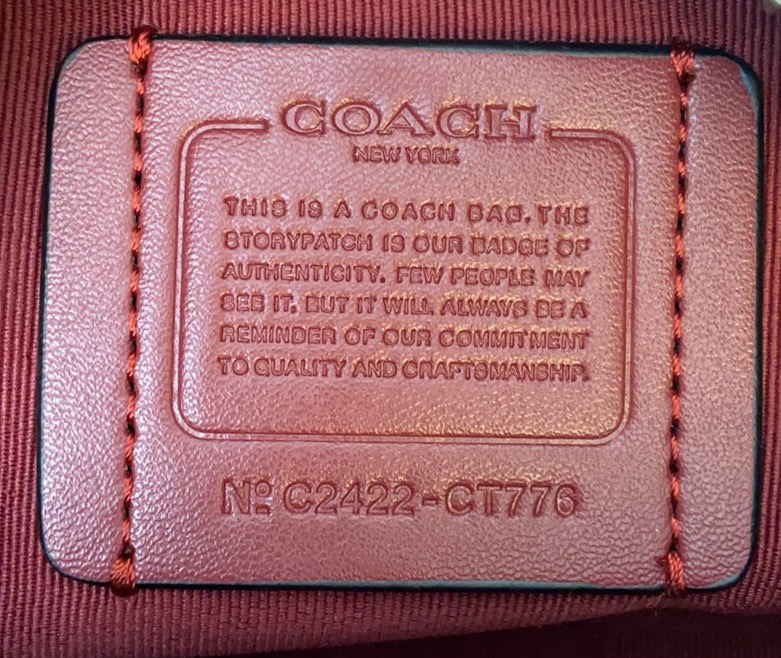 COACH
NEW YORK
THIS IS A COACH BAG. THE
STORYPATCH IS OUR BADGE OF
AUTHENTICITY. FEW PEOPLE MAY
SEE IT. BUT IT WILL ALWAYS BE A
REMINDER OF OUR COMMITMENT
TO QUALITY AND CRAFTSMANSHIP.
Nº C2422-CT776